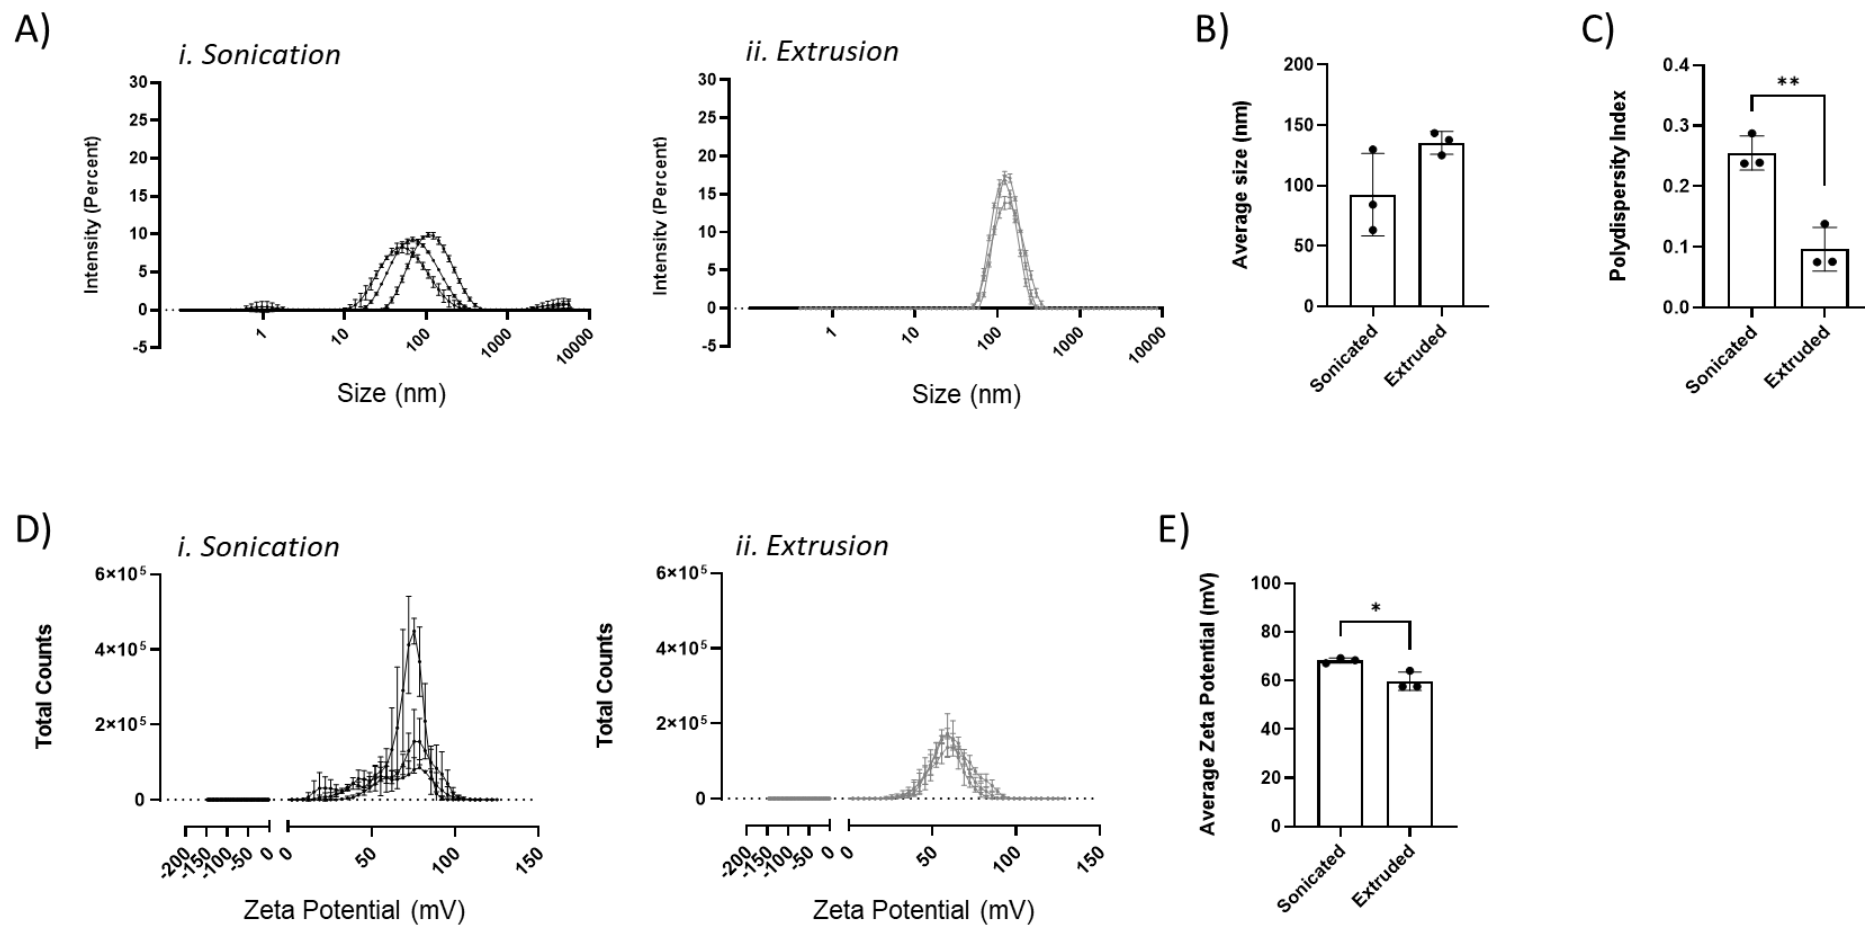 A)
i. Sonication
Intensity (Percent)
30
25
20
15
10
5
0
-5
1
10
100
1000
10000
Size (nm)
ii. Extrusion
Intensity (Percent)
30
25
20
15
10
5
0
-5
1
10
100
1000
10000
Size (nm)
B)
Average size (nm)
200
150
100
50
0
Sonicated
Extruded
C)
Polydispersity Index
0.4
0.3
0.2
0.1
0.0
**
Sonicated
Extruded
D)
i. Sonication
Total Counts
6×10⁵
4×10⁵
2×10⁵
0
-200
-150
-100
-50
0
0
50
100
150
Zeta Potential (mV)
ii. Extrusion
Total Counts
6×10⁵
4×10⁵
2×10⁵
0
-200
-150
-100
-50
0
0
50
100
150
Zeta Potential (mV)
E)
Average Zeta Potential (mV)
100
80
60
40
20
0
*
Sonicated
Extruded